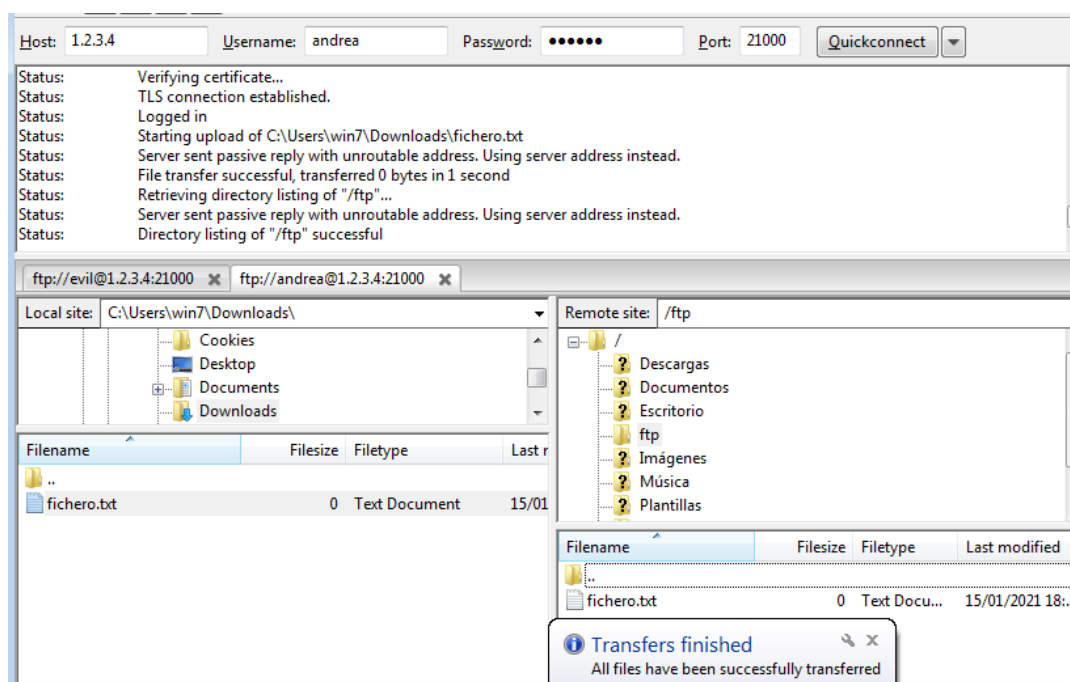 Host: 1.2.3.4 Username: andrea Password: ●●●●●● Port: 21000 Quickconnect
Status: Verifying certificate...
Status: TLS connection established.
Status: Logged in
Status: Starting upload of C:\Users\win7\Downloads\fichero.txt
Status: Server sent passive reply with unroutable address. Using server address instead.
Status: File transfer successful, transferred 0 bytes in 1 second
Status: Retrieving directory listing of "/ftp"...
Status: Server sent passive reply with unroutable address. Using server address instead.
Status: Directory listing of "/ftp" successful
ftp://evil@1.2.3.4:21000 ftp://andrea@1.2.3.4:21000
Local site: C:\Users\win7\Downloads\
Cookies
Desktop
Documents
Downloads
Filename Filesize Filetype Last r
..
fichero.txt 0 Text Document 15/01
Remote site: /ftp
/
Descargas
Documentos
Escritorio
ftp
Imágenes
Música
Plantillas
Filename Filesize Filetype Last modified
..
fichero.txt 0 Text Docu... 15/01/2021 18:.
Transfers finished
All files have been successfully transferred